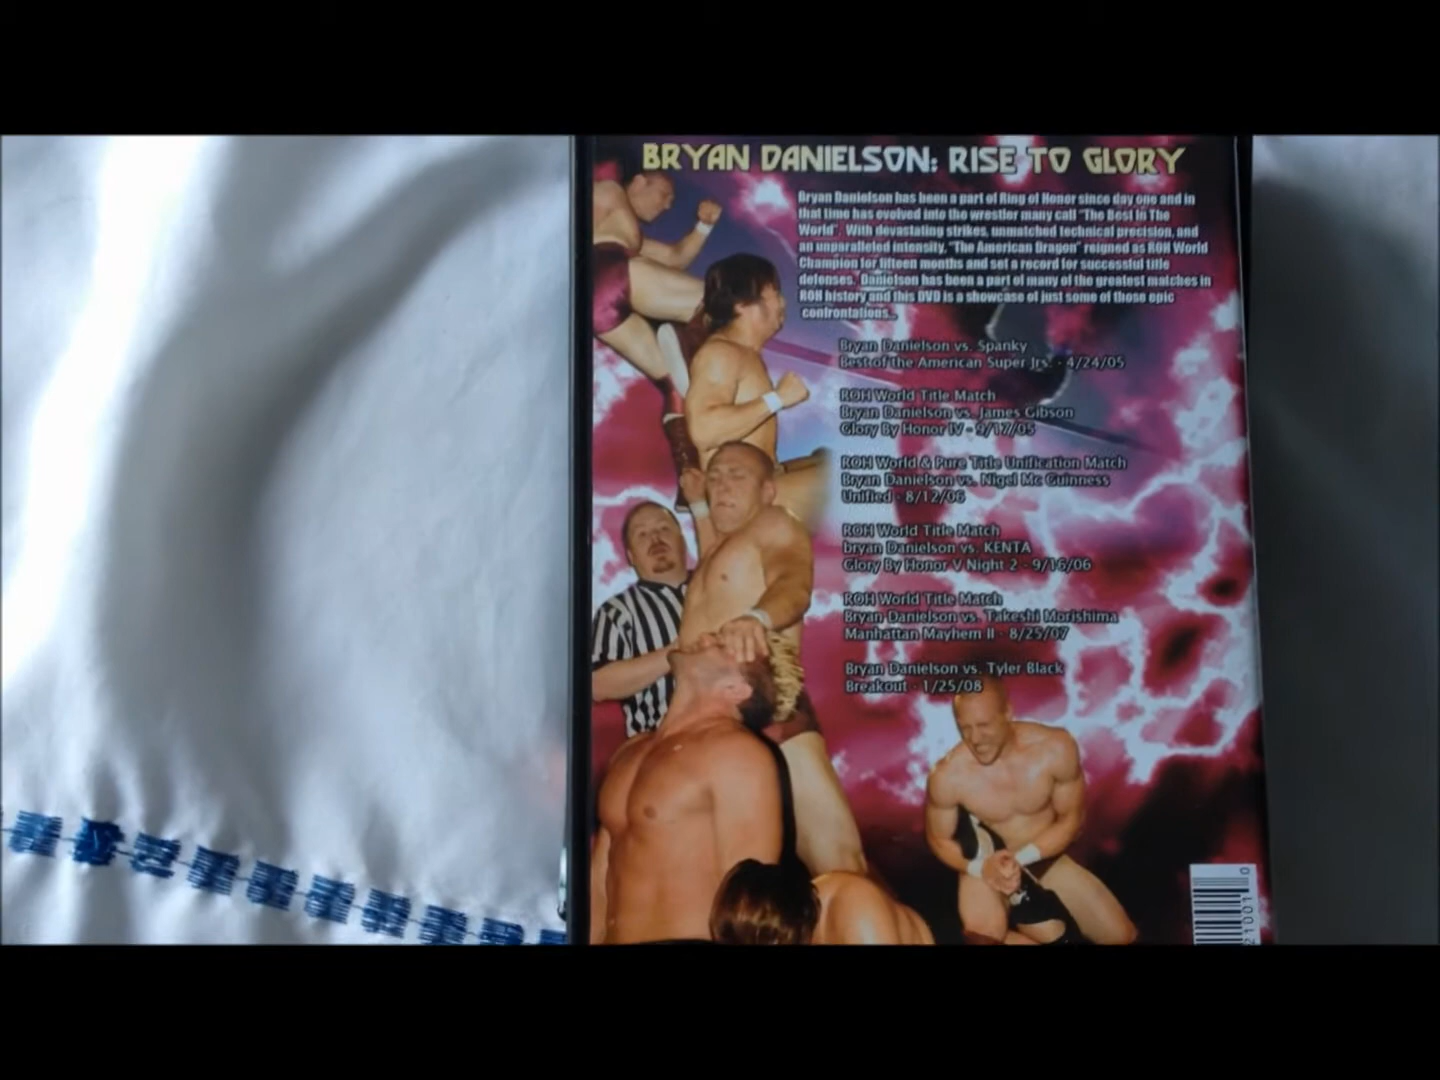 BRYAN DANIELSON: RISE TO GLORY
Bryan Danielson has been a part of Ring of Honor since day one and in
that time has evolved into the wrestler many call "The Best In The
World". With devastating strikes, unmatched technical precision, and
an unparalleled intensity, "The American Dragon" reigned as ROH World
Champion for fifteen months and set a record for successful title
defenses. Danielson has been a part of many of the greatest matches in
ROH history and this DVD is a showcase of just some of those epic
confrontations...
Bryan Danielson vs. Spanky
Best of the American Super Jrs. - 4/24/05
ROH World Title Match
Bryan Danielson vs. James Gibson
Glory By Honor IV - 9/17/05
ROH World & Pure Title Unification Match
Bryan Danielson vs. Nigel Mc Guinness
Unified - 8/12/06
ROH World Title Match
bryan Danielson vs. KENTA
Glory By Honor V Night 2 - 9/16/06
ROH World Title Match
Bryan Danielson vs. Takeshi Morishima
Manhattan Mayhem II - 8/25/07
Bryan Danielson vs. Tyler Black
Breakout - 1/25/08
21001 0